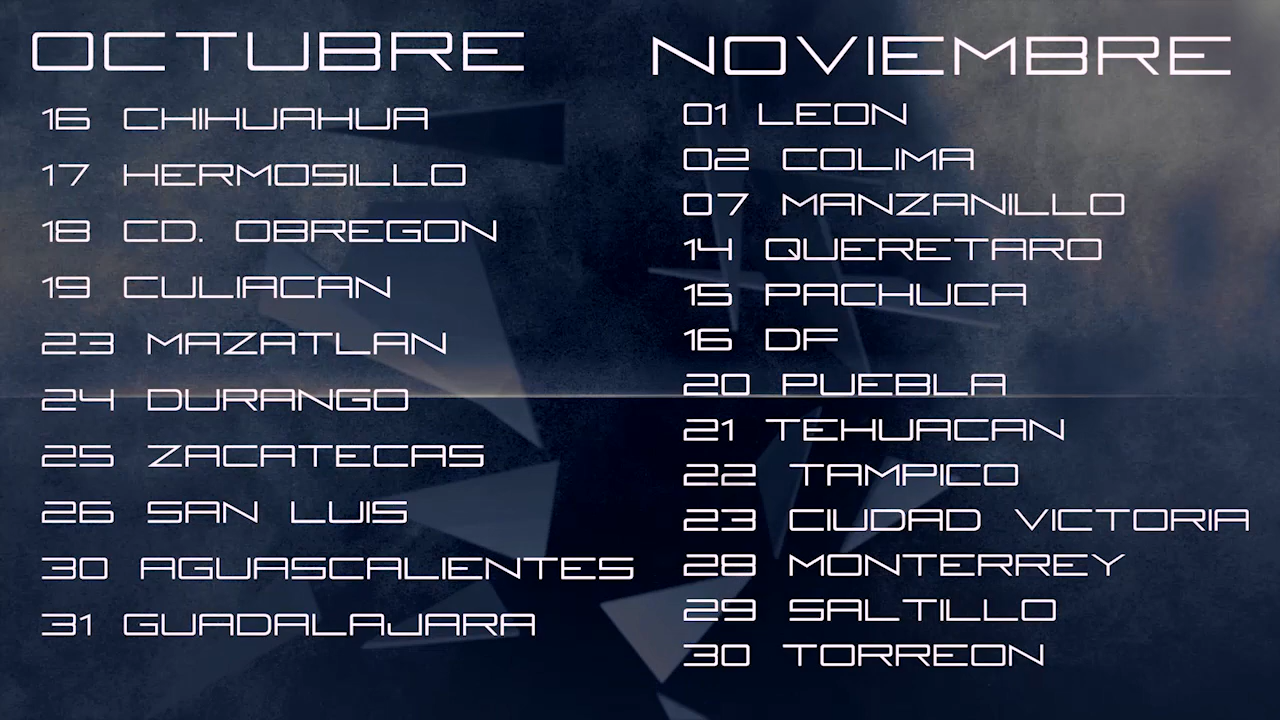 OCTUBRE
16 CHIHUAHUA
17 HERMOSILLO
18 CD. OBREGON
19 CULIACAN
23 MAZATLAN
24 DURANGO
25 ZACATECAS
26 SAN LUIS
30 AGUASCALIENTES
31 GUADALAJARA
NOVIEMBRE
01 LEON
02 COLIMA
07 MANZANILLO
14 QUERETARO
15 PACHUCA
16 DF
20 PUEBLA
21 TEHUACAN
22 TAMPICO
23 CIUDAD VICTORIA
28 MONTERREY
29 SALTILLO
30 TORREON